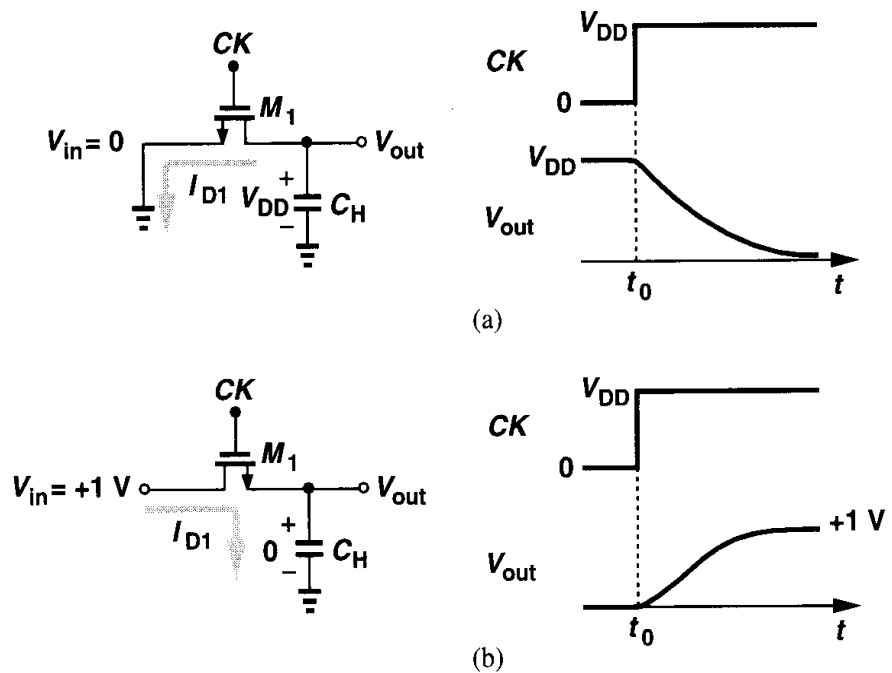 CK
M1
Vin = 0
Vout
ID1
VDD
+
−
CH
VDD
CK
0
VDD
Vout
t0
t
(a)
CK
M1
Vin = +1 V
Vout
ID1
0
+
−
CH
VDD
CK
0
+1 V
Vout
t0
t
(b)